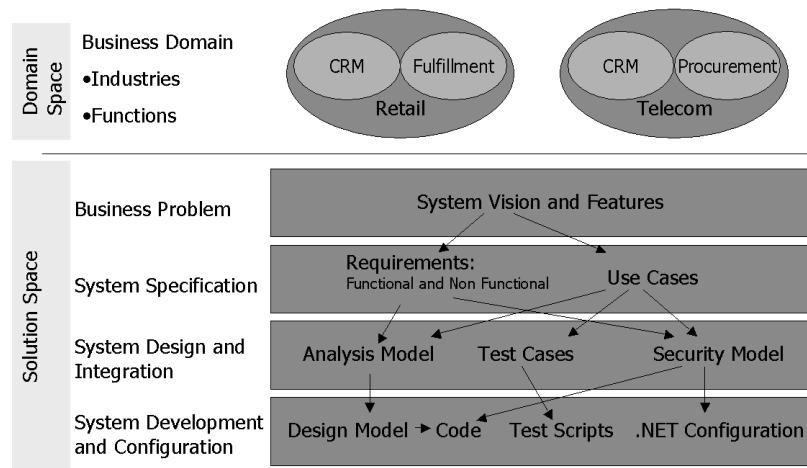 Domain
Space
Business Domain
•Industries
•Functions
CRM
Fulfillment
Retail
CRM
Procurement
Telecom
Solution Space
Business Problem
System Vision and Features
System Specification
Requirements:
Functional and Non Functional
Use Cases
System Design and
Integration
Analysis Model
Test Cases
Security Model
System Development
and Configuration
Design Model
Code
Test Scripts
.NET Configuration